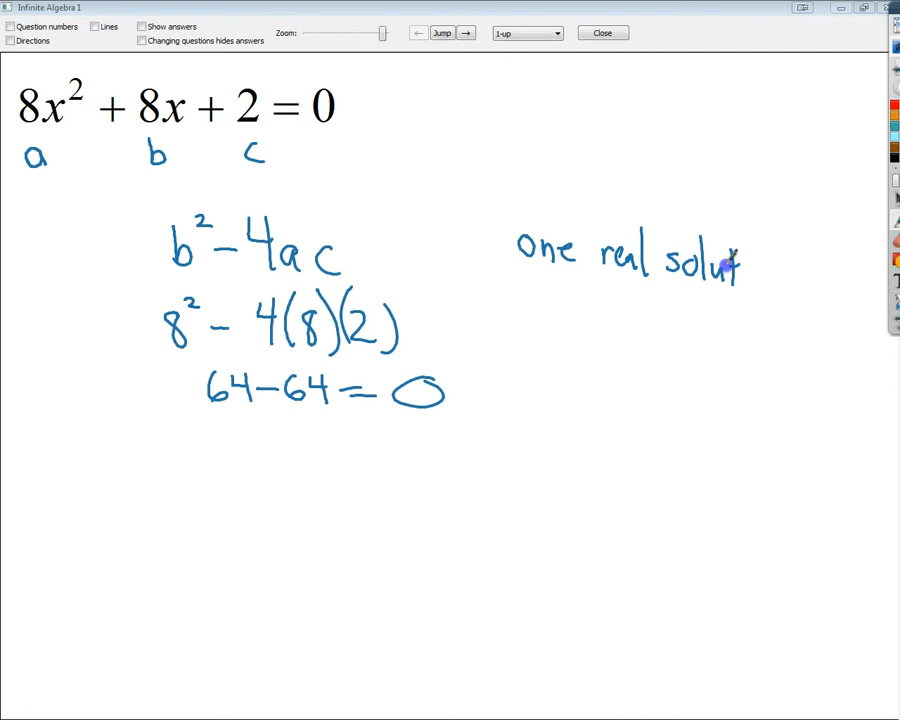 Infinite Algebra 1
Question numbers Lines Show answers
Directions Changing questions hides answers
Zoom: Jump 1-up Close
8x² + 8x + 2 = 0
a b c
b² - 4ac
one real solut
8² - 4(8)(2)
64-64 = 0